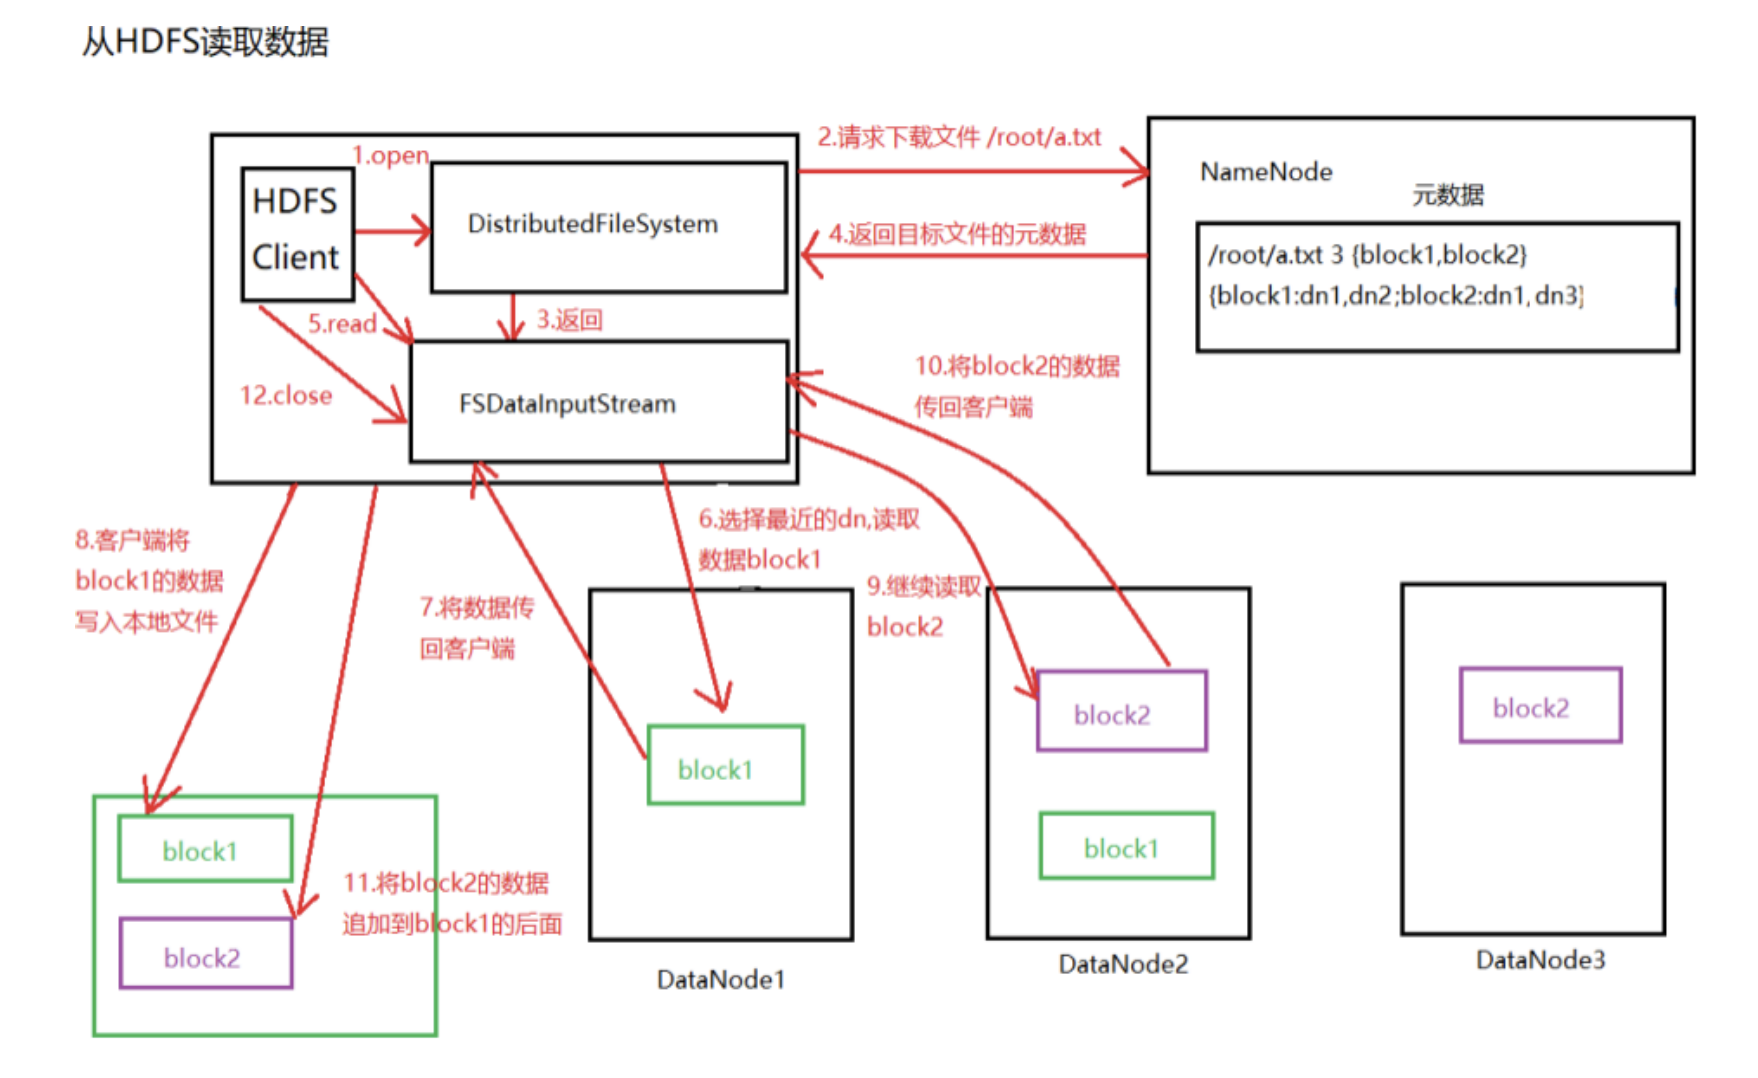 从HDFS读取数据
1.open
HDFS
Client
DistributedFileSystem
3.返回
5.read
12.close
FSDataInputStream
2.请求下载文件 /root/a.txt
4.返回目标文件的元数据
NameNode
元数据
/root/a.txt 3 {block1,block2}
{block1:dn1,dn2;block2:dn1,dn3}
10.将block2的数据
传回客户端
6.选择最近的dn,读取
数据block1
8.客户端将
block1的数据
写入本地文件
7.将数据传
回客户端
9.继续读取
block2
block1
block2
11.将block2的数据
追加到block1的后面
block1
DataNode1
block2
block1
DataNode2
block2
DataNode3